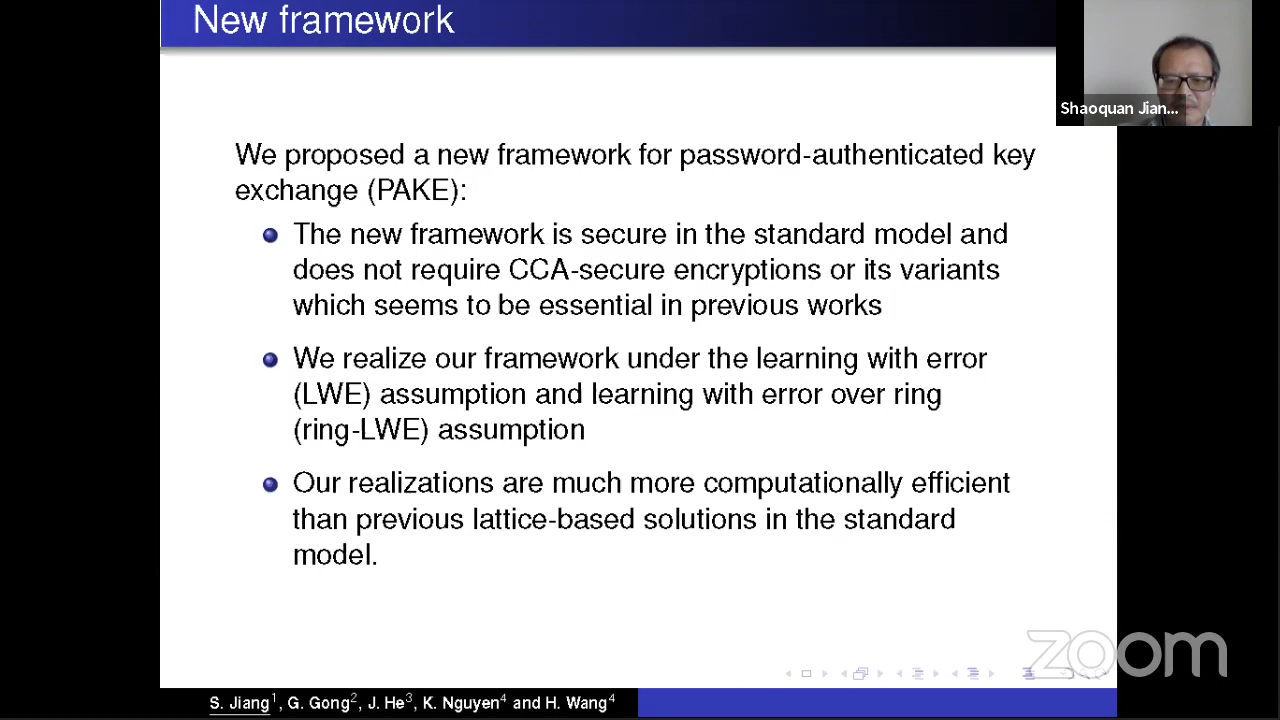 New framework
Shaoquan Jian...
We proposed a new framework for password-authenticated key
exchange (PAKE):
The new framework is secure in the standard model and
does not require CCA-secure encryptions or its variants
which seems to be essential in previous works
We realize our framework under the learning with error
(LWE) assumption and learning with error over ring
(ring-LWE) assumption
Our realizations are much more computationally efficient
than previous lattice-based solutions in the standard
model.
zoom
S. Jiang¹, G. Gong², J. He³, K. Nguyen⁴ and H. Wang⁴